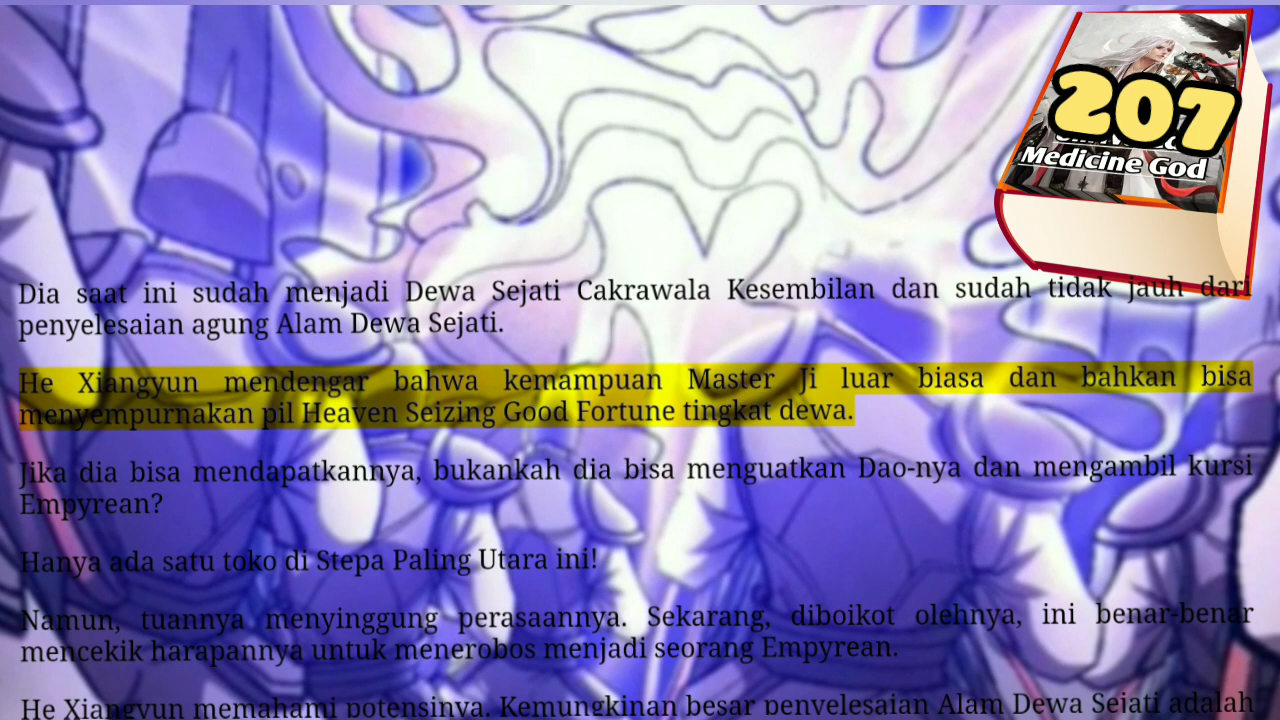 207
Medicine God
Dia saat ini sudah menjadi Dewa Sejati Cakrawala Kesembilan dan sudah tidak jauh dari
penyelesaian agung Alam Dewa Sejati.
He Xiangyun mendengar bahwa kemampuan Master Ji luar biasa dan bahkan bisa
menyempurnakan pil Heaven Seizing Good Fortune tingkat dewa.
Jika dia bisa mendapatkannya, bukankah dia bisa menguatkan Dao-nya dan mengambil kursi
Empyrean?
Hanya ada satu toko di Stepa Paling Utara ini!
Namun, tuannya menyinggung perasaannya. Sekarang, diboikot olehnya, ini benar-benar
mencekik harapannya untuk menerobos menjadi seorang Empyrean.
He Xiangyun memahami potensinya. Kemungkinan besar penyelesaian Alam Dewa Sejati adalah